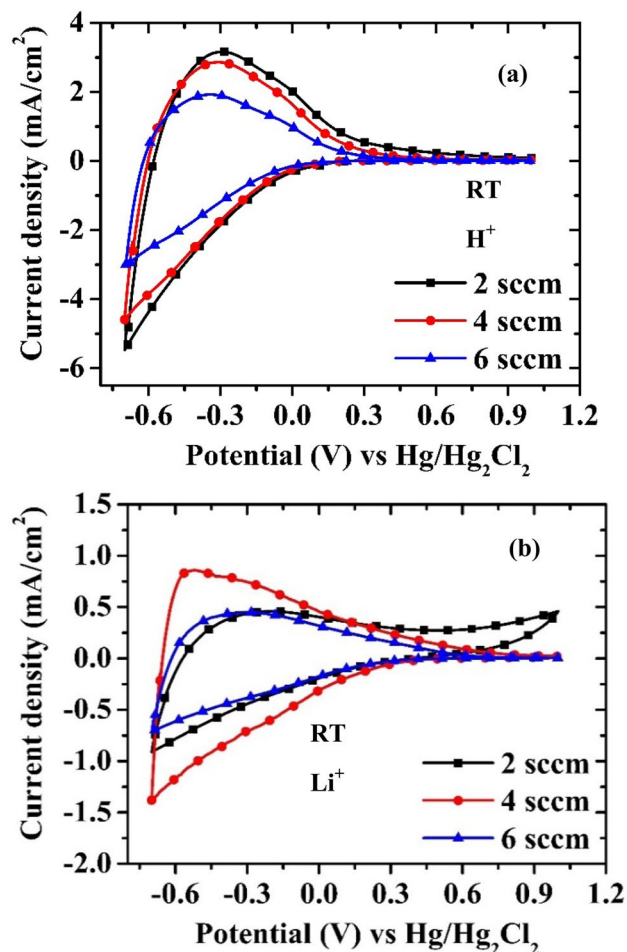 4
2
0
-2
-4
-6
Current density (mA/cm²)
(a)
RT
H⁺
2 sccm
4 sccm
6 sccm
-0.6 -0.3 0.0 0.3 0.6 0.9 1.2
Potential (V) vs Hg/Hg₂Cl₂
1.5
1.0
0.5
0.0
-0.5
-1.0
-1.5
-2.0
Current density (mA/cm²)
(b)
RT
Li⁺
2 sccm
4 sccm
6 sccm
-0.6 -0.3 0.0 0.3 0.6 0.9 1.2
Potential (V) vs Hg/Hg₂Cl₂